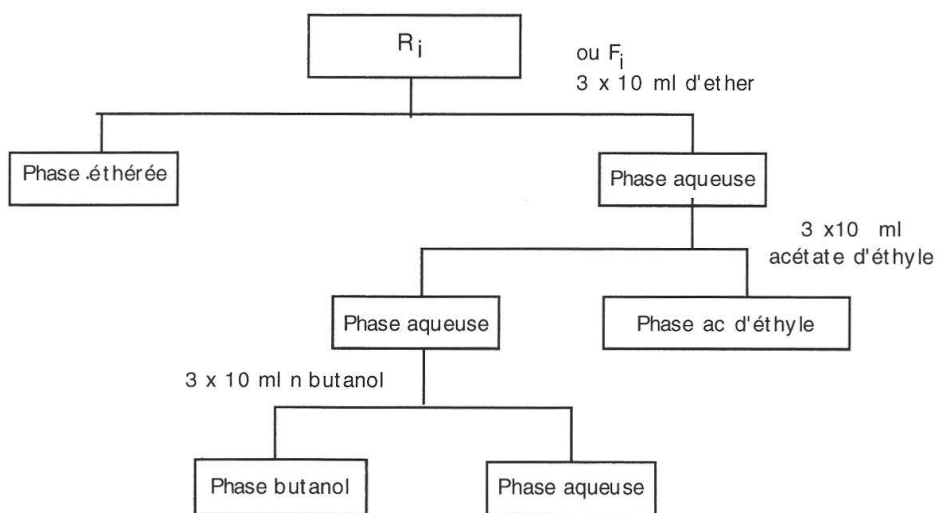 Ri
ou Fi
3 x 10 ml d'ether
Phase .éthérée
Phase aqueuse
3 x10 ml
acétate d'éthyle
Phase aqueuse
Phase ac d'éthyle
3 x 10 ml n butanol
Phase butanol
Phase aqueuse